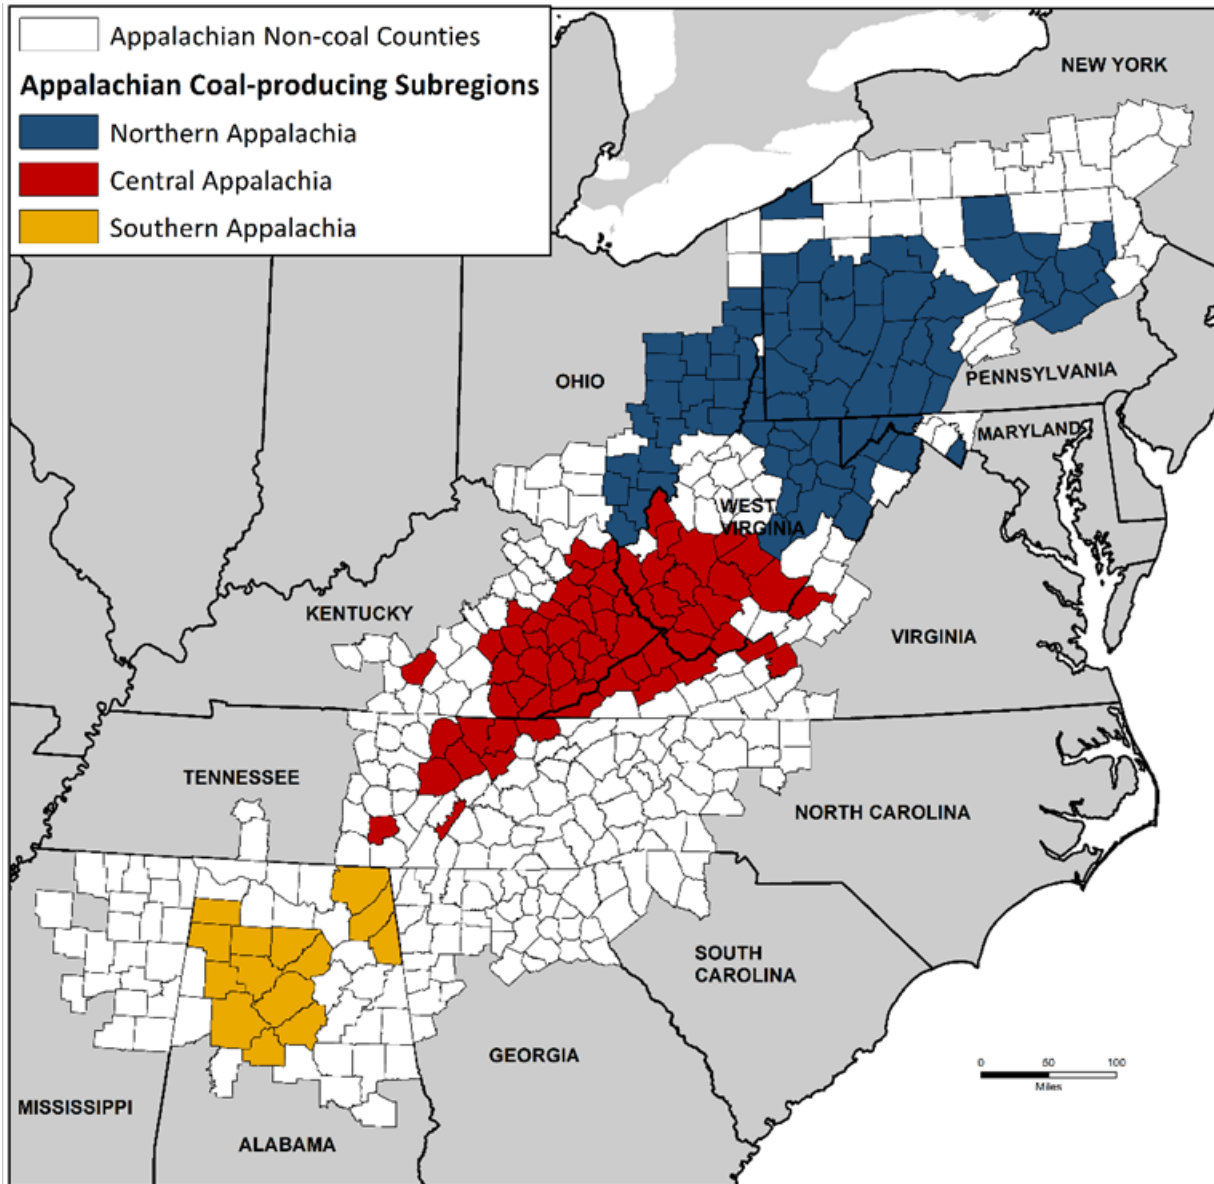 Appalachian Non-coal Counties
Appalachian Coal-producing Subregions
Northern Appalachia
Central Appalachia
Southern Appalachia
NEW YORK
OHIO
PENNSYLVANIA
MARYLAND
WEST
VIRGINIA
KENTUCKY
VIRGINIA
TENNESSEE
NORTH CAROLINA
SOUTH
CAROLINA
GEORGIA
MISSISSIPPI
ALABAMA
0 50 100
Miles